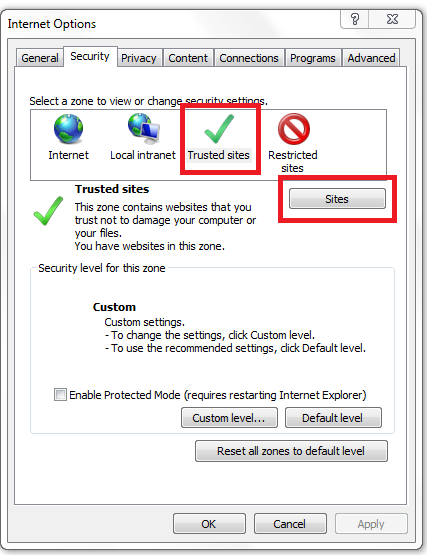 Internet Options
?
General Security Privacy Content Connections Programs Advanced
Select a zone to view or change security settings.
Internet Local intranet Trusted sites Restricted
sites
Trusted sites
Sites
This zone contains websites that you
trust not to damage your computer or
your files.
You have websites in this zone.
Security level for this zone
Custom
Custom settings.
- To change the settings, click Custom level.
- To use the recommended settings, click Default level.
Enable Protected Mode (requires restarting Internet Explorer)
Custom level... Default level
Reset all zones to default level
OK Cancel Apply